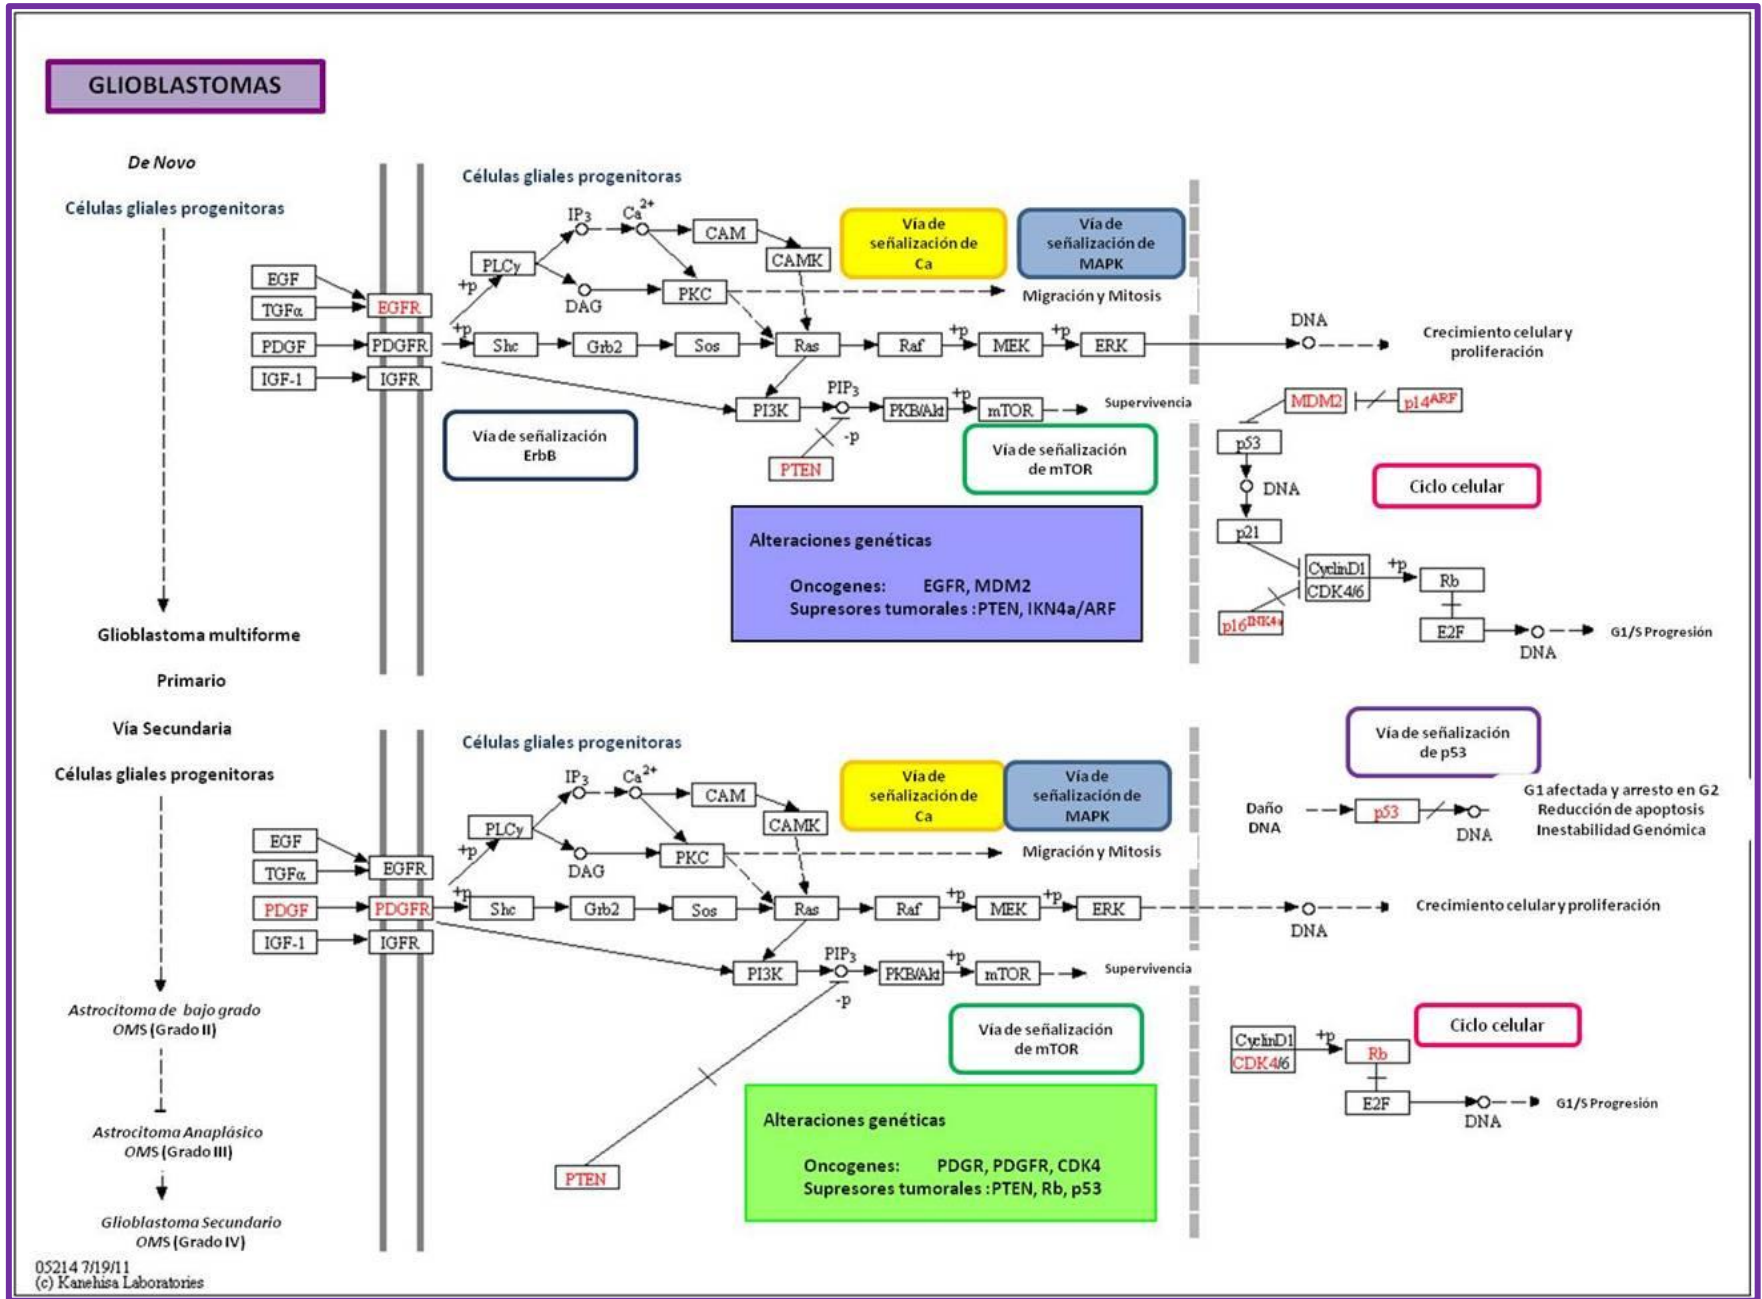 GLIOBLASTOMAS
De Novo
Células gliales progenitoras
Glioblastoma multiforme
Primario
Células gliales progenitoras
EGF
TGFα
PDGF
IGF-1
EGFR
PDGFR
IGFR
+p
PLCγ
IP3
Ca2+
CAM
CAMK
DAG
PKC
Vía de
señalización de
Ca
Vía de
señalización de
MAPK
Migración y Mitosis
+p
Shc
Grb2
Sos
Ras
Raf
+p
MEK
+p
ERK
DNA
Crecimiento celular y
proliferación
PI3K
PIP3
-p
PKB/Akt
+p
mTOR
Supervivencia
PTEN
Vía de señalización
ErbB
Vía de señalización
de mTOR
MDM2
p14ARF
p53
DNA
p21
Ciclo celular
CyclinD1
CDK4/6
+p
Rb
p16INK4a
E2F
DNA
G1/S Progresión
Alteraciones genéticas
Oncogenes: EGFR, MDM2
Supresores tumorales :PTEN, IKN4a/ARF
Vía Secundaria
Células gliales progenitoras
Astrocitoma de bajo grado
OMS (Grado II)
Astrocitoma Anaplásico
OMS (Grado III)
Glioblastoma Secundario
OMS (Grado IV)
Células gliales progenitoras
EGF
TGFα
PDGF
IGF-1
EGFR
PDGFR
IGFR
+p
PLCγ
IP3
Ca2+
CAM
CAMK
DAG
PKC
Vía de
señalización de
Ca
Vía de
señalización de
MAPK
Migración y Mitosis
+p
Shc
Grb2
Sos
Ras
Raf
+p
MEK
+p
ERK
DNA
Crecimiento celular y proliferación
Vía de señalización
de p53
Daño
DNA
p53
DNA
G1 afectada y arresto en G2
Reducción de apoptosis
Inestabilidad Genómica
PI3K
PIP3
-p
PKB/Akt
+p
mTOR
Supervivencia
PTEN
Vía de señalización
de mTOR
CyclinD1
CDK4/6
+p
Rb
Ciclo celular
E2F
DNA
G1/S Progresión
Alteraciones genéticas
Oncogenes: PDGR, PDGFR, CDK4
Supresores tumorales :PTEN, Rb, p53
05214 7/19/11
(c) Kanehisa Laboratories